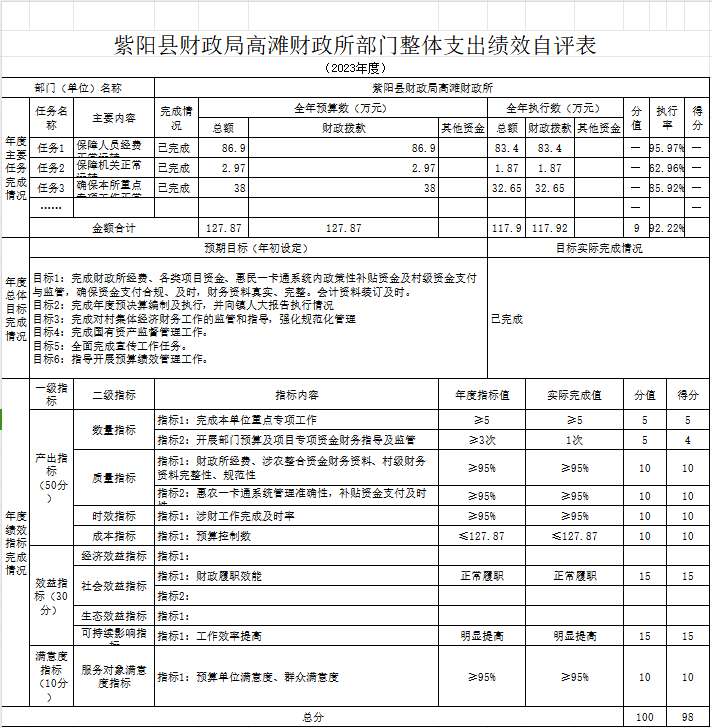 紫阳县财政局高滩财政所部门整体支出绩效自评表
（2023年度）
部门（单位）名称 紫阳县财政局高滩财政所
年度主要任务完成情况 任务名称 主要内容 完成情况 全年预算数（万元） 全年执行数（万元） 分值 执行率 得分
总额 财政拨款 其他资金 总额 财政拨款 其他资金
任务1 保障人员经费 已完成 86.9 86.9 83.4 83.4 — 95.97% —
任务2 保障机关正常 已完成 2.97 2.97 1.87 1.87 — 62.96% —
任务3 确保本所重点 已完成 38 38 32.65 32.65 — 85.92% —
…… — —
金额合计 127.87 127.87 117.9 117.92 9 92.22%
年度总体目标完成情况 预期目标（年初设定） 目标实际完成情况
目标1：完成财政所经费、各类项目资金、惠民一卡通系统内政策性补贴资金及村级资金支付
与监管，确保资金支付合规、及时，财务资料真实、完整。会计资料装订及时。
目标2：完成年度预决算编制及执行，并向镇人大报告执行情况
目标3：完成对村集体经济财务工作的监管和指导，强化规范化管理
目标4：完成国有资产监督管理工作。
目标5：全面完成宣传工作任务。
目标6：指导开展预算绩效管理工作。
已完成
年度绩效指标完成情况 一级指标 二级指标 指标内容 年度指标值 实际完成值 分值 得分
产出指标（50分） 数量指标 指标1：完成本单位重点专项工作 ≥5 ≥5 5 5
指标2：开展部门预算及项目专项资金财务指导及监管 ≥3次 1次 5 4
质量指标 指标1：财政所经费、涉农整合资金财务资料、村级财务
资料完整性、规范性 ≥95% ≥95% 10 10
指标2：惠农一卡通系统管理准确性，补贴资金支付及时 ≥95% ≥95% 10 10
时效指标 指标1：涉财工作完成及时率 ≥95% ≥95% 10 10
成本指标 指标1：预算控制数 ≤127.87 ≤127.87 10 10
效益指标（30分） 经济效益指标 指标1：
社会效益指标 指标1：财政履职效能 正常履职 正常履职 15 15
指标2：
生态效益指标 指标1：
可持续影响指 指标1：工作效率提高 明显提高 明显提高 15 15
满意度指标（10分） 服务对象满意度指标 指标1：预算单位满意度、群众满意度 ≥95% ≥95% 10 10
总分 100 98